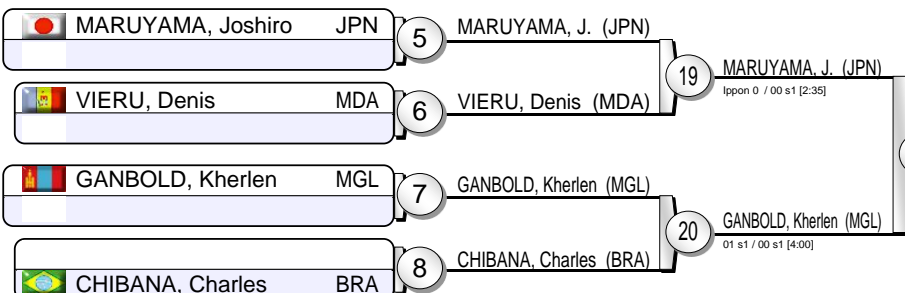 MARUYAMA, Joshiro JPN
5
MARUYAMA, J. (JPN)
19
MARUYAMA, J. (JPN)
Ippon 0 / 00 s1 [2:35]
VIERU, Denis MDA
6
VIERU, Denis (MDA)
GANBOLD, Kherlen MGL
7
GANBOLD, Kherlen (MGL)
20
GANBOLD, Kherlen (MGL)
01 s1 / 00 s1 [4:00]
CHIBANA, Charles BRA
8
CHIBANA, Charles (BRA)